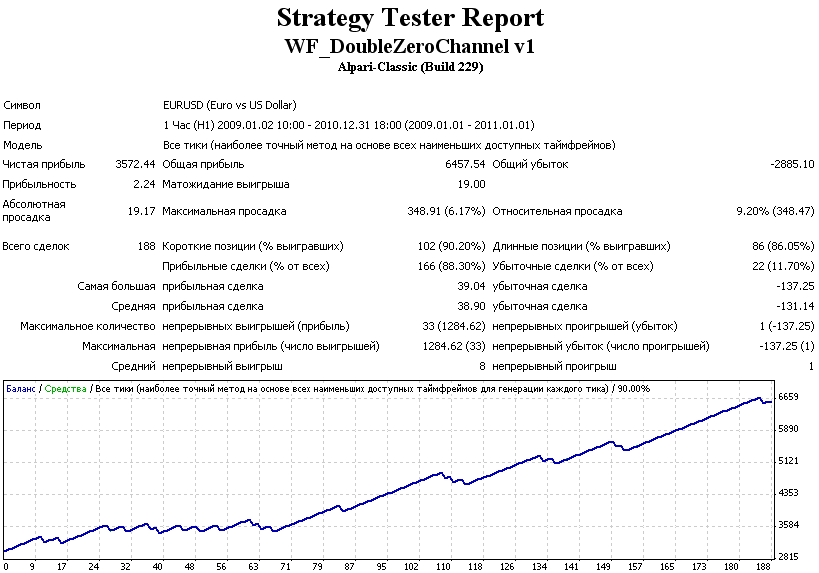 Strategy Tester Report
WF_DoubleZeroChannel v1
Alpari-Classic (Build 229)
Символ EURUSD (Euro vs US Dollar)
Период 1 Час (H1) 2009.01.02 10:00 - 2010.12.31 18:00 (2009.01.01 - 2011.01.01)
Модель Все тики (наиболее точный метод на основе всех наименьших доступных таймфреймов)
Чистая прибыль 3572.44 Общая прибыль 6457.54 Общий убыток -2885.10
Прибыльность 2.24 Матожидание выигрыша 19.00
Абсолютная просадка 19.17 Максимальная просадка 348.91 (6.17%) Относительная просадка 9.20% (348.47)
Всего сделок 188 Короткие позиции (% выигравших) 102 (90.20%) Длинные позиции (% выигравших) 86 (86.05%)
Прибыльные сделки (% от всех) 166 (88.30%) Убыточные сделки (% от всех) 22 (11.70%)
Самая большая прибыльная сделка 39.04 убыточная сделка -137.25
Средняя прибыльная сделка 38.90 убыточная сделка -131.14
Максимальное количество непрерывных выигрышей (прибыль) 33 (1284.62) непрерывных проигрышей (убыток) 1 (-137.25)
Максимальная непрерывная прибыль (число выигрышей) 1284.62 (33) непрерывный убыток (число проигрышей) -137.25 (1)
Средний непрерывный выигрыш 8 непрерывный проигрыш 1
Баланс / Средства / Все тики (наиболее точный метод на основе всех наименьших доступных таймфреймов для генерации каждого тика) / 90.00%
6659
5890
5121
4353
3584
2815
0 9 17 24 32 41 48 56 63 71 79 87 95 102 110 118 126 134 141 149 157 165 173 180 188